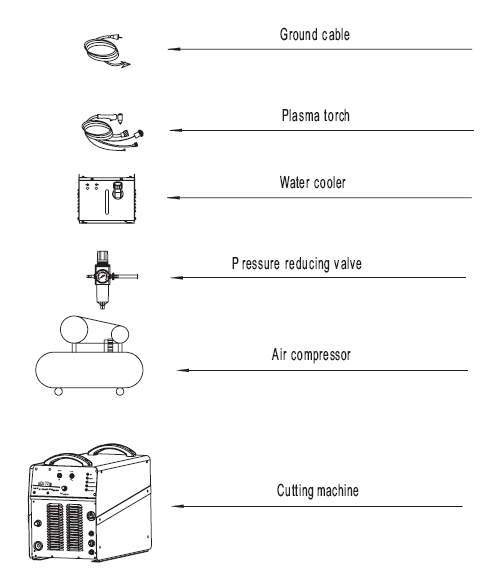 Ground cable
Plasma torch
Water cooler
Pressure reducing valve
Air compressor
Cutting machine